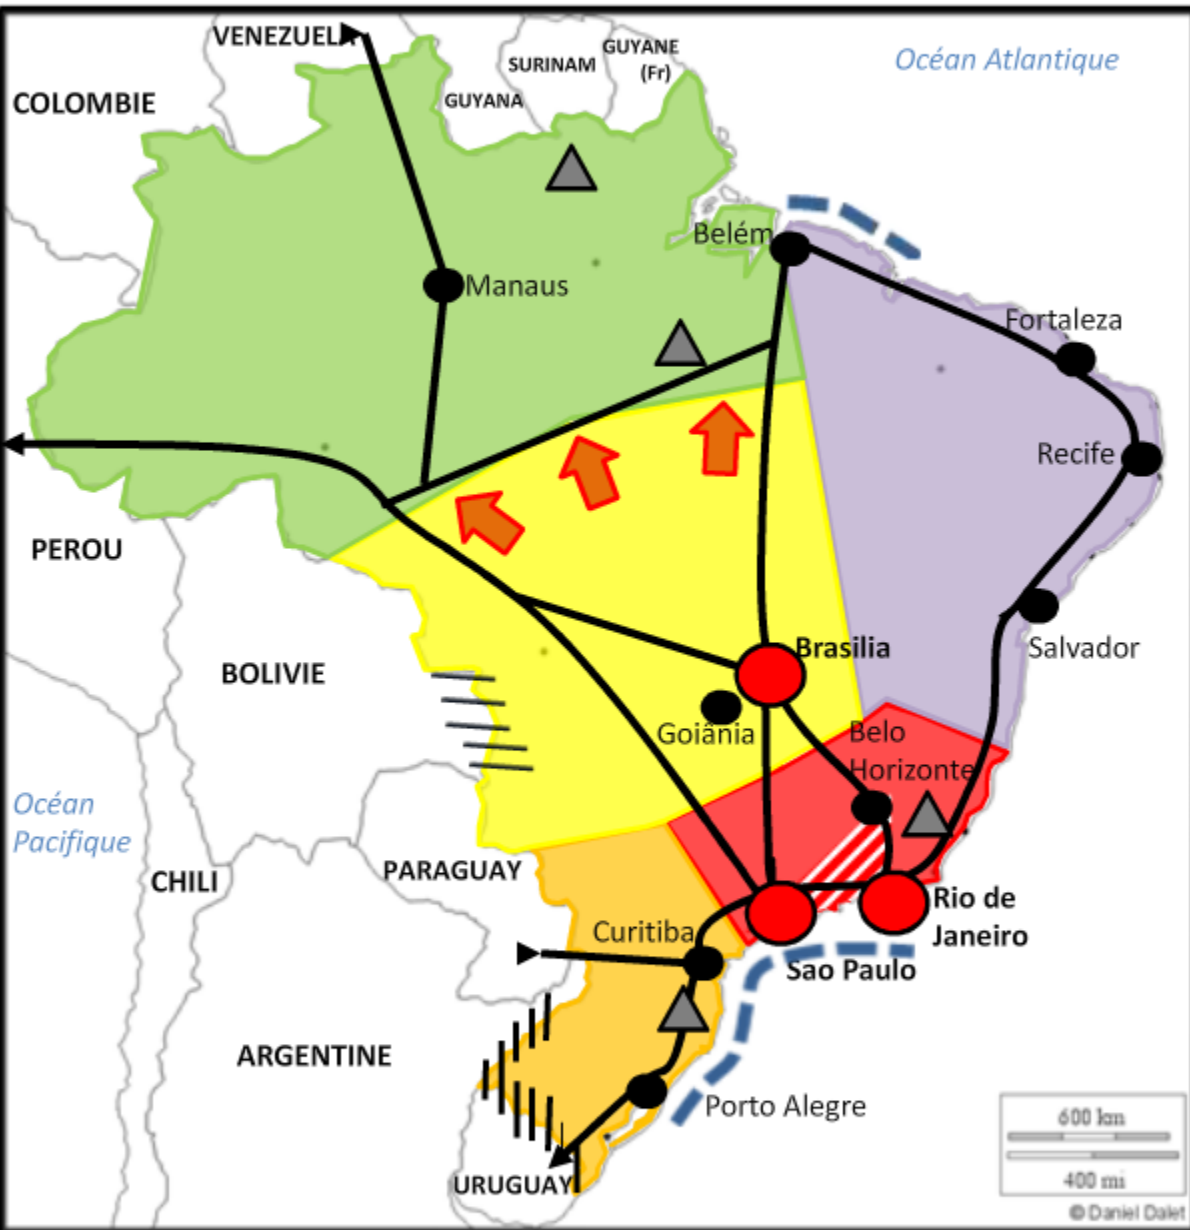 VENEZUELA
GUYANE
(Fr)
SURINAM
Océan Atlantique
COLOMBIE
GUYANA
Belém
Manaus
Fortaleza
Recife
PEROU
Brasilia
Salvador
BOLIVIE
Goiânia
Belo
Horizonte
Océan
Pacifique
PARAGUAY
CHILI
Rio de
Janeiro
Curitiba
Sao Paulo
ARGENTINE
Porto Alegre
600 km
400 mi
URUGUAY
© Daniel Dalet